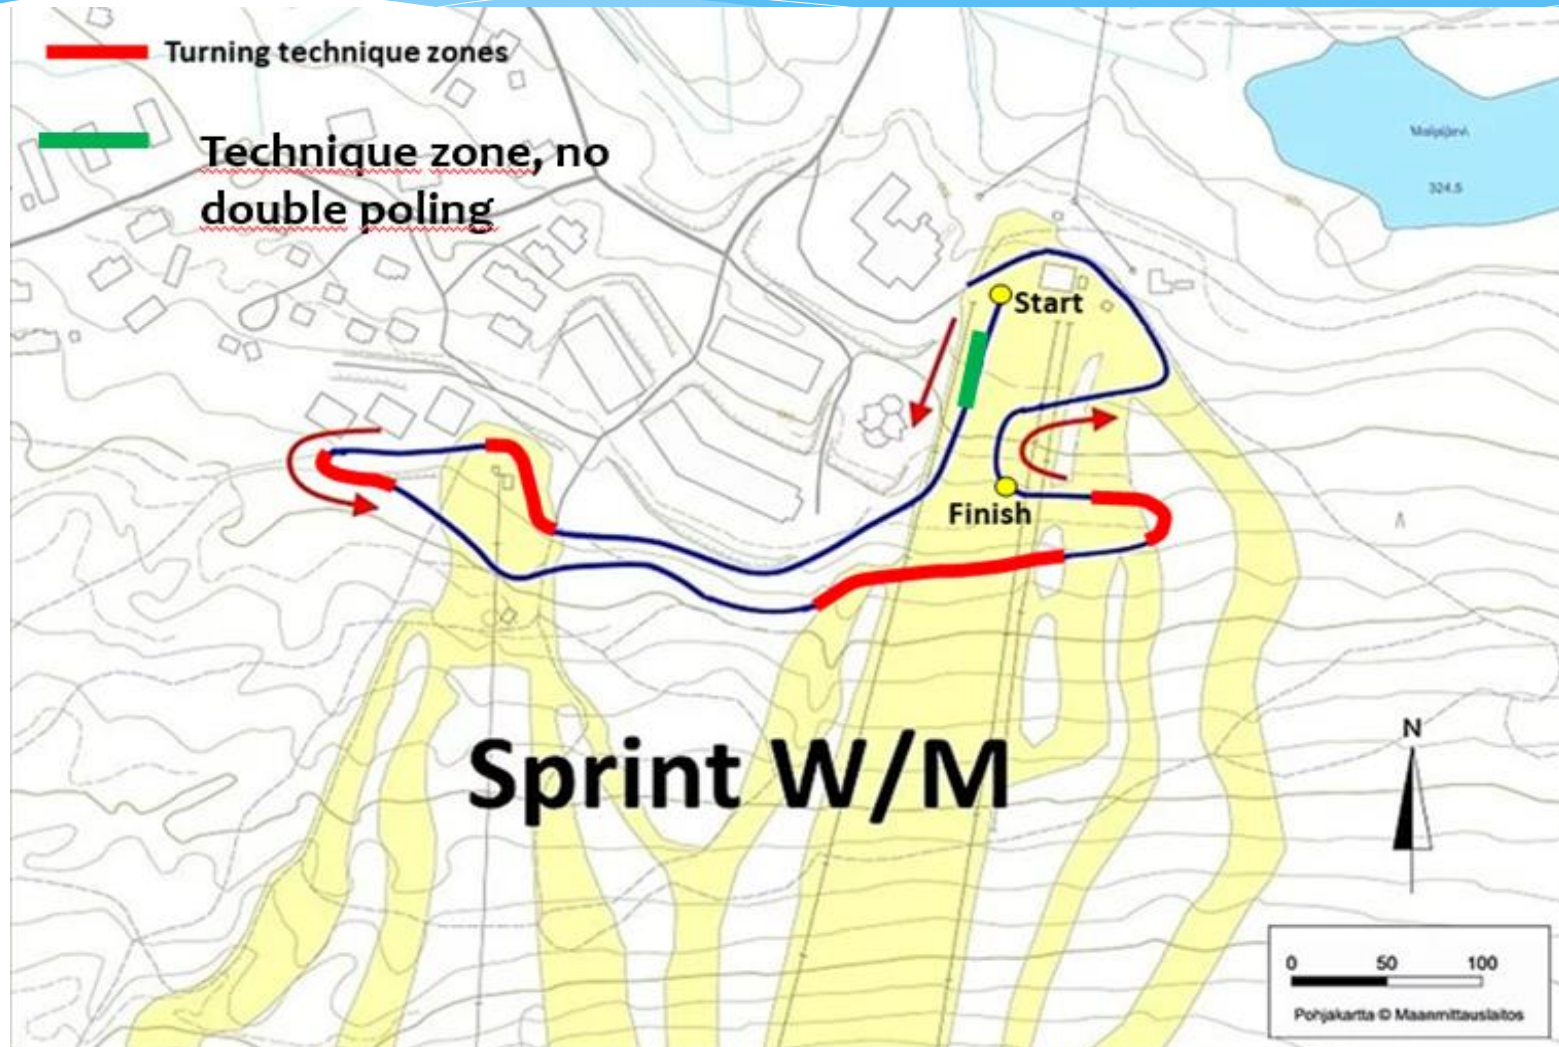 Turning technique zones
Technique zone, no
double poling
324.5
Start
Finish
Sprint W/M
N
0 50 100
Pohjakartta © Maanmittauslaitos